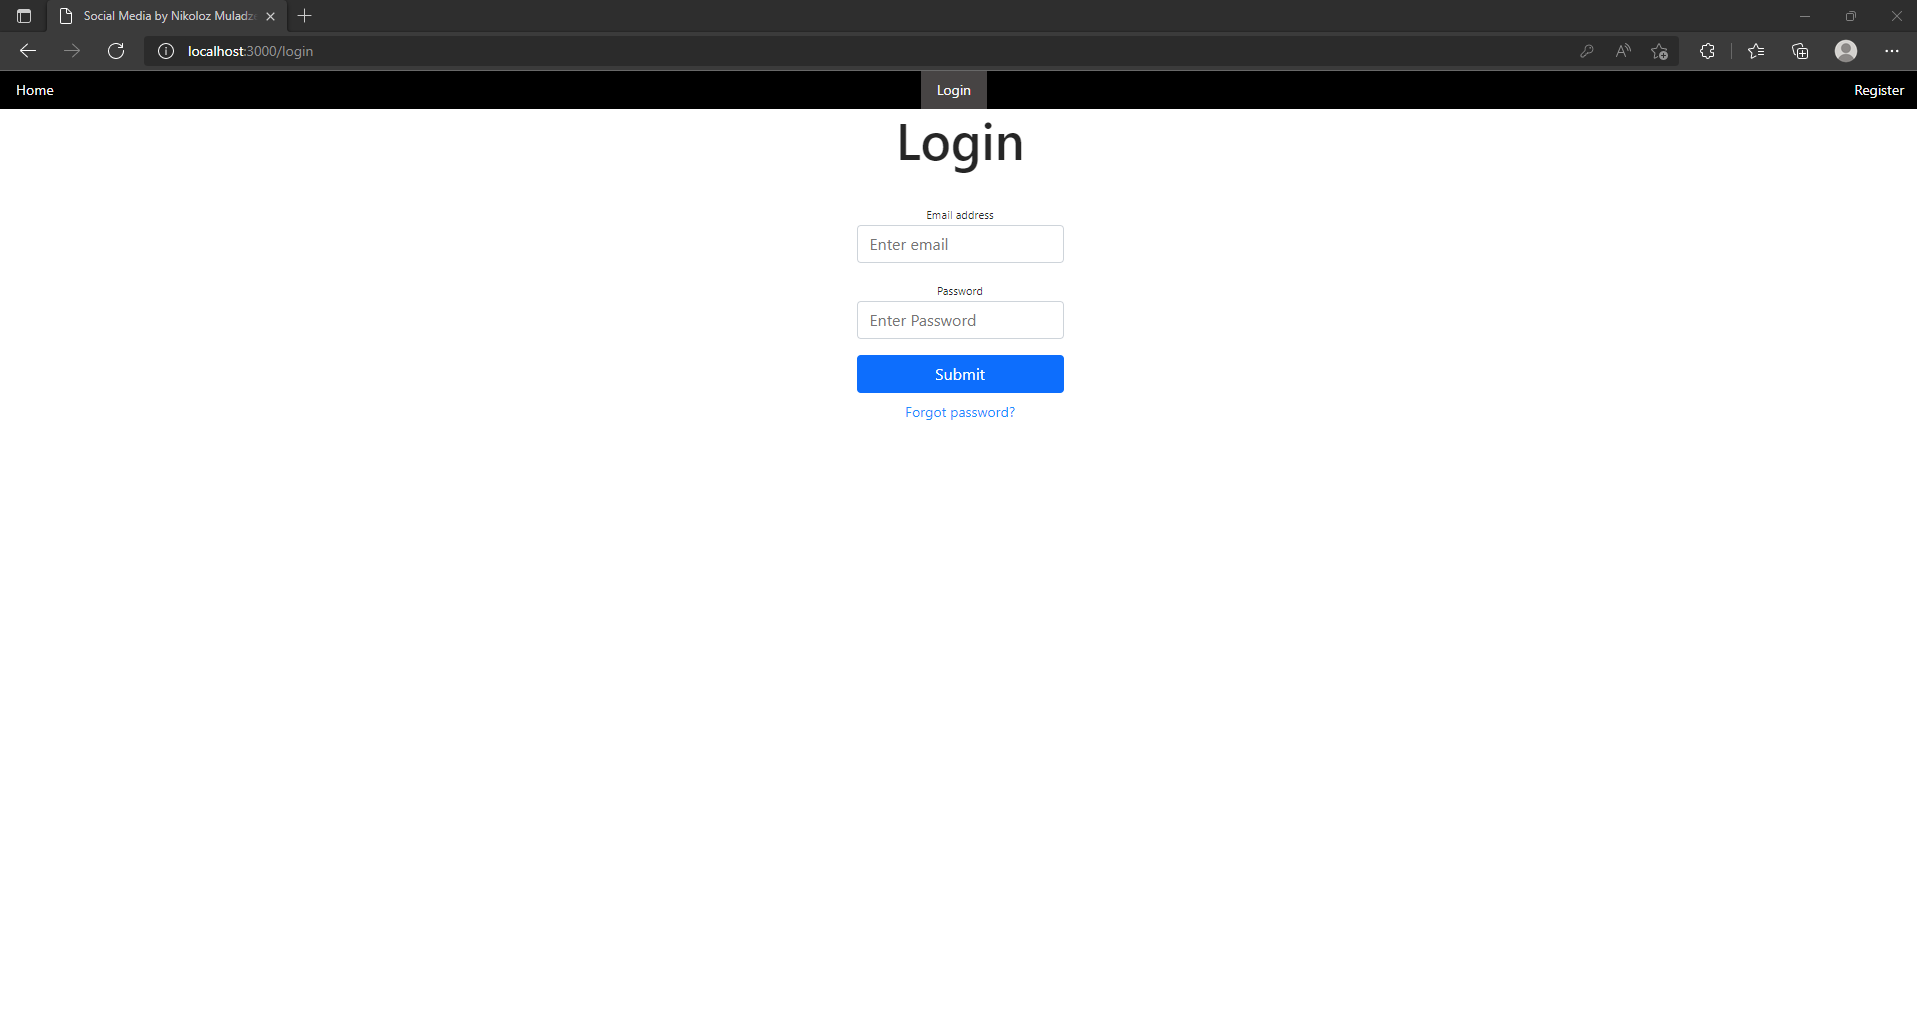 Social Media by Nikoloz Muladz
localhost:3000/login
Home
Login
Register
Login
Email address
Enter email
Password
Enter Password
Submit
Forgot password?